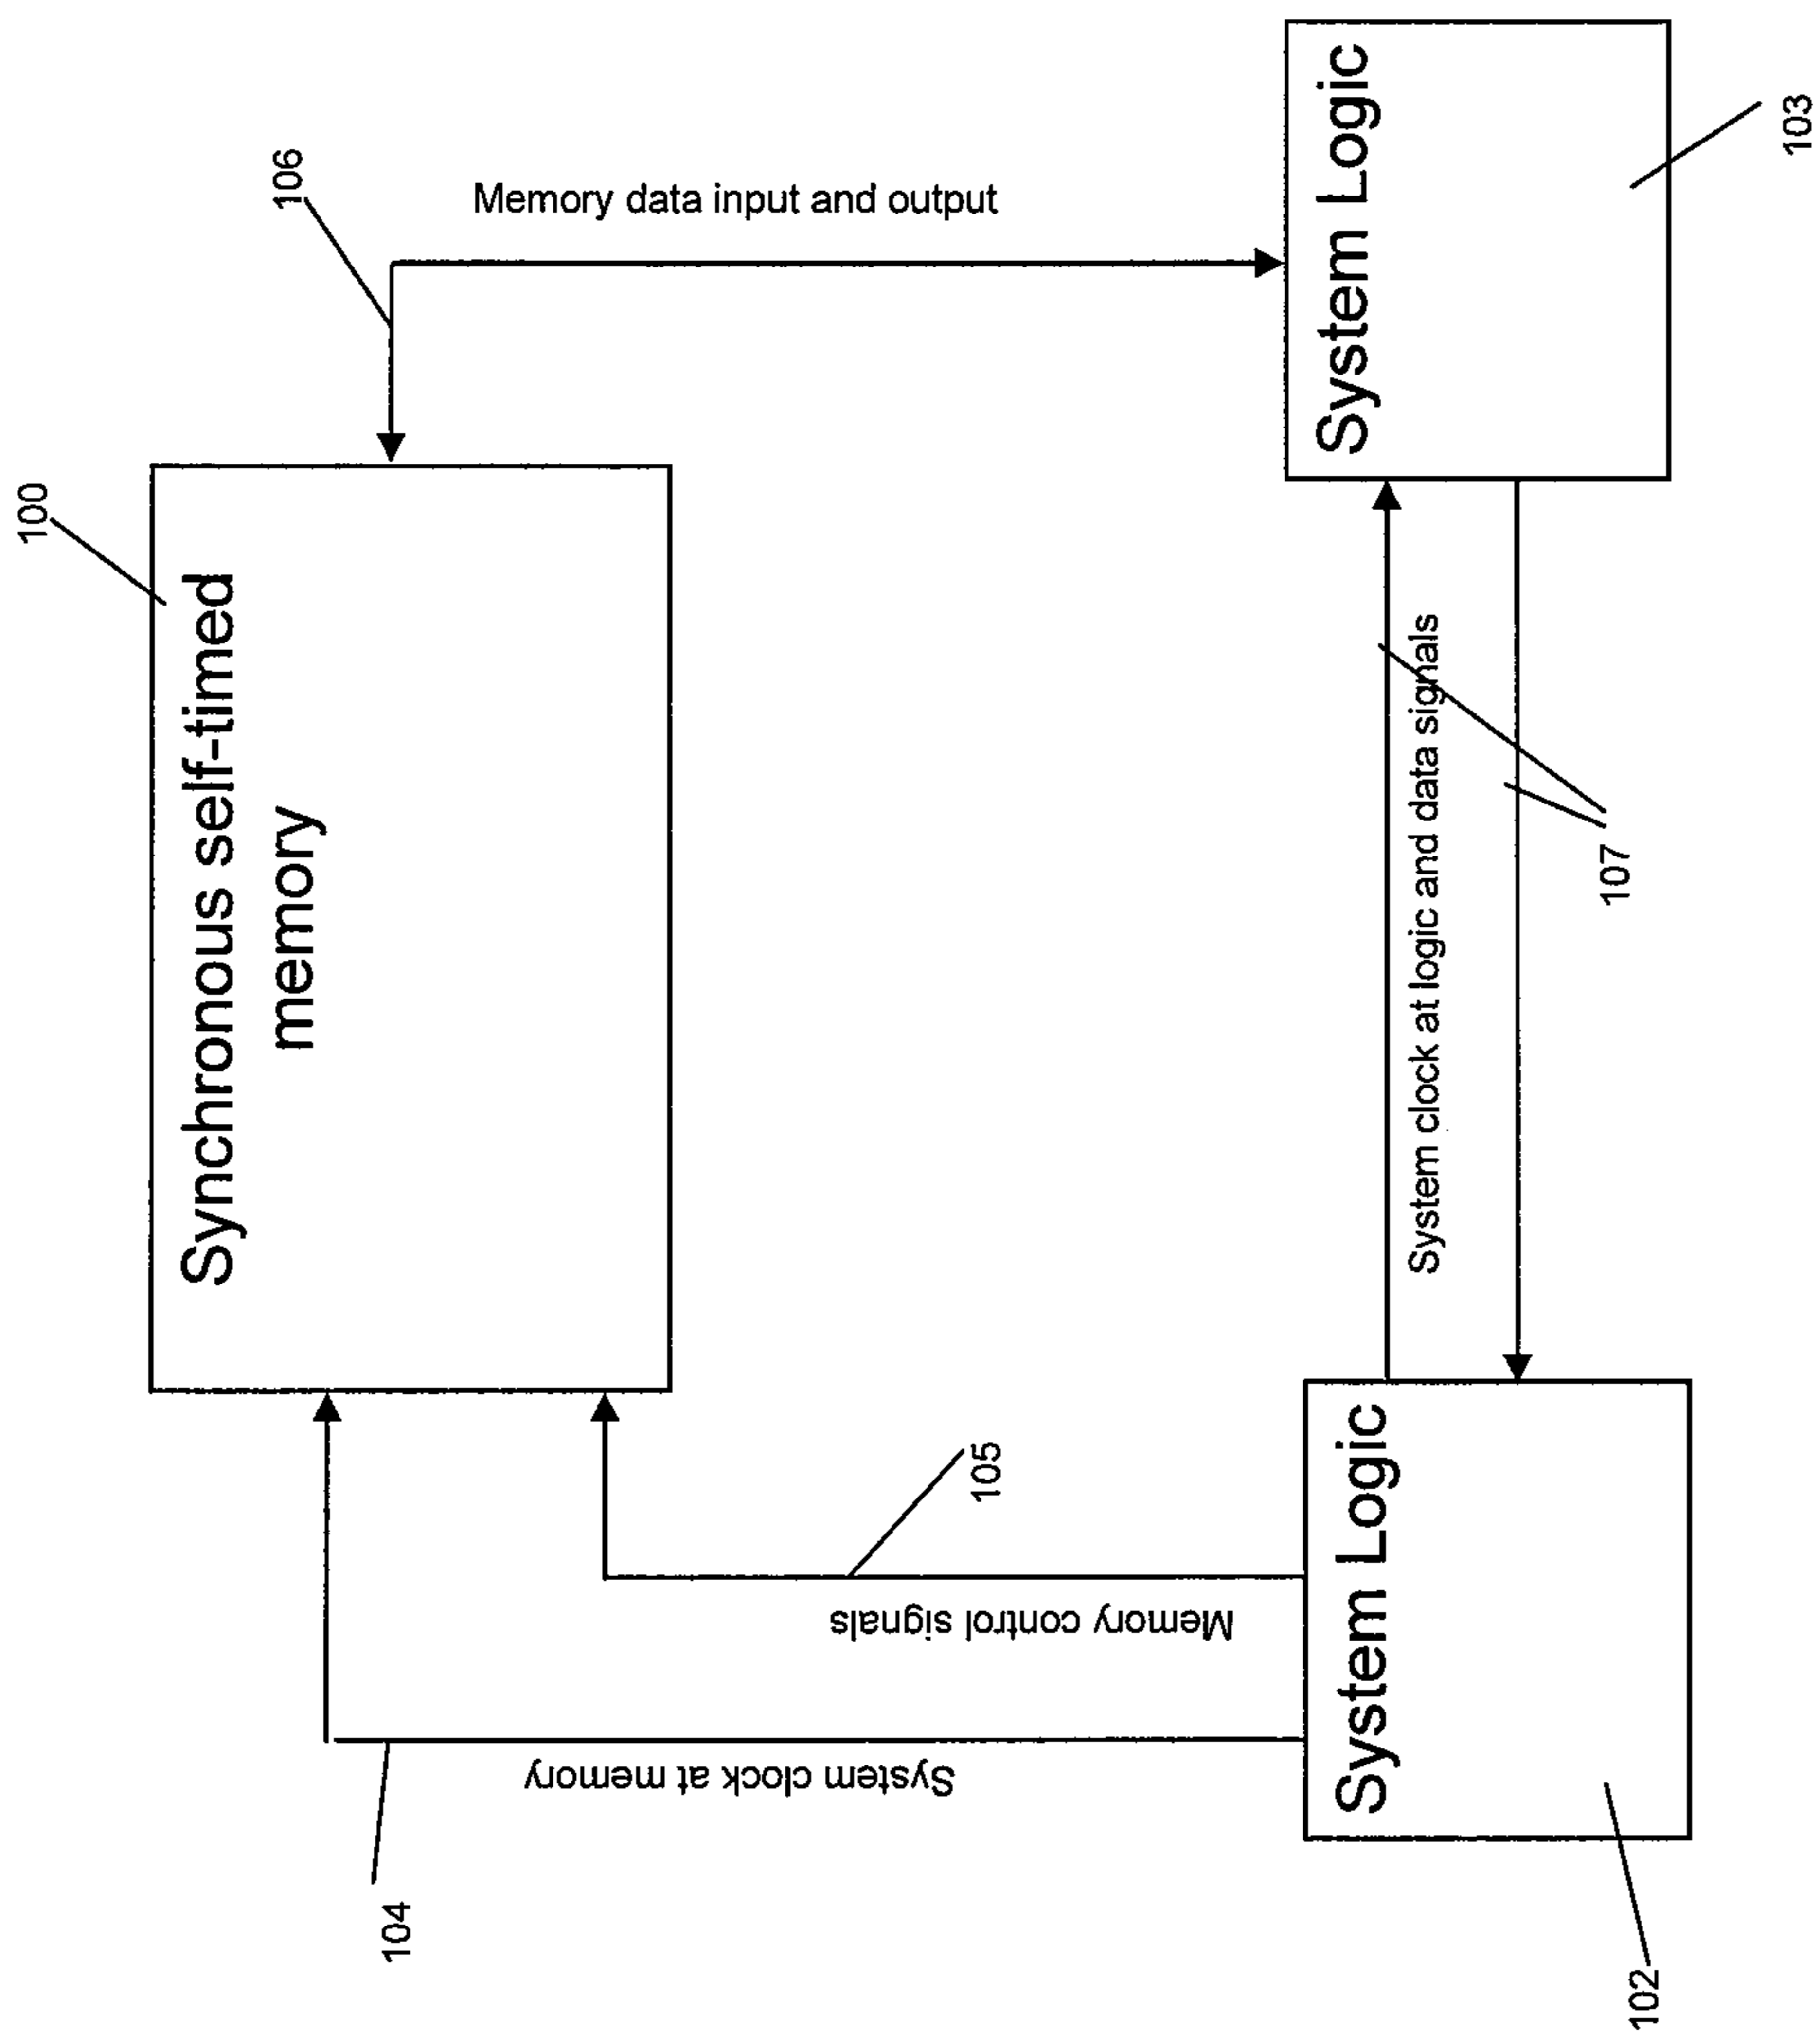 100
Synchronous self-timed
memory
106
Memory data input and output
System Logic
103
System clock at logic and data signals
107
105
Memory control signals
System clock at memory
104
System Logic
102